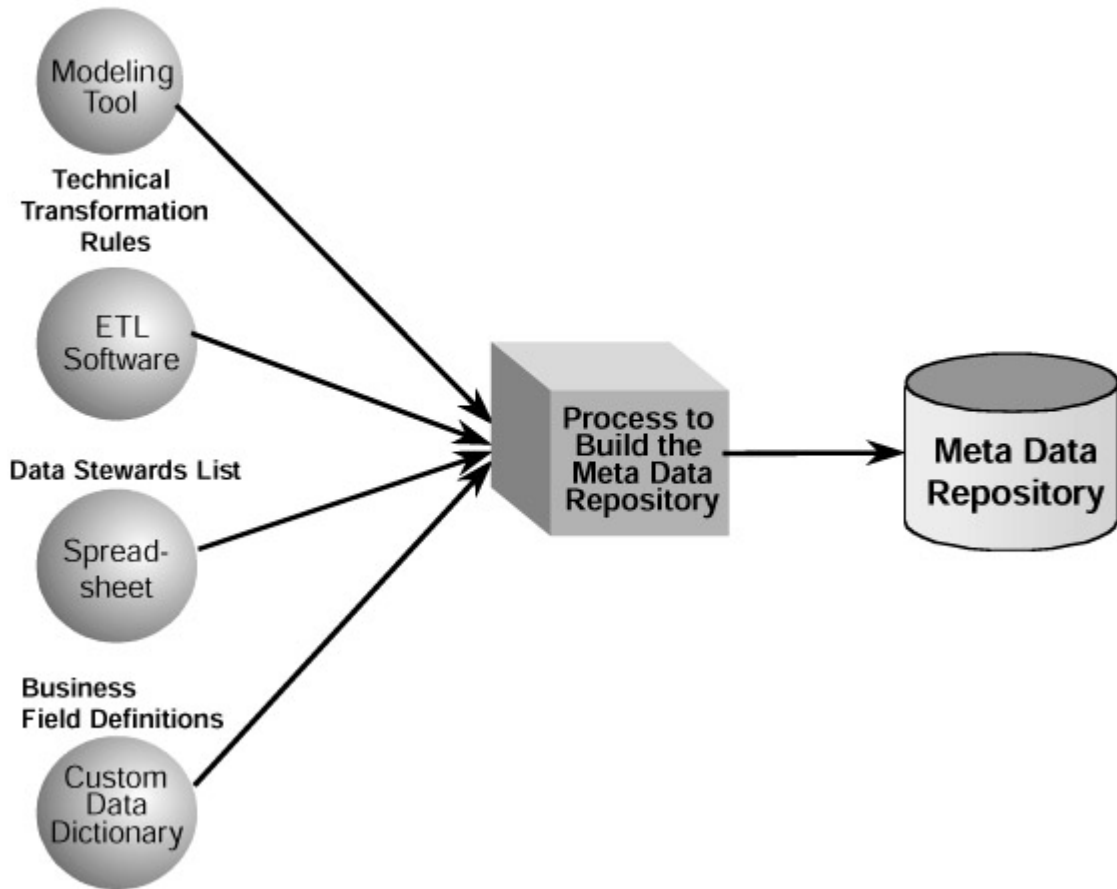 Modeling
Tool
Technical
Transformation
Rules
ETL
Software
Data Stewards List
Spread-
sheet
Business
Field Definitions
Custom
Data
Dictionary
Process to
Build the
Meta Data
Repository
Meta Data
Repository